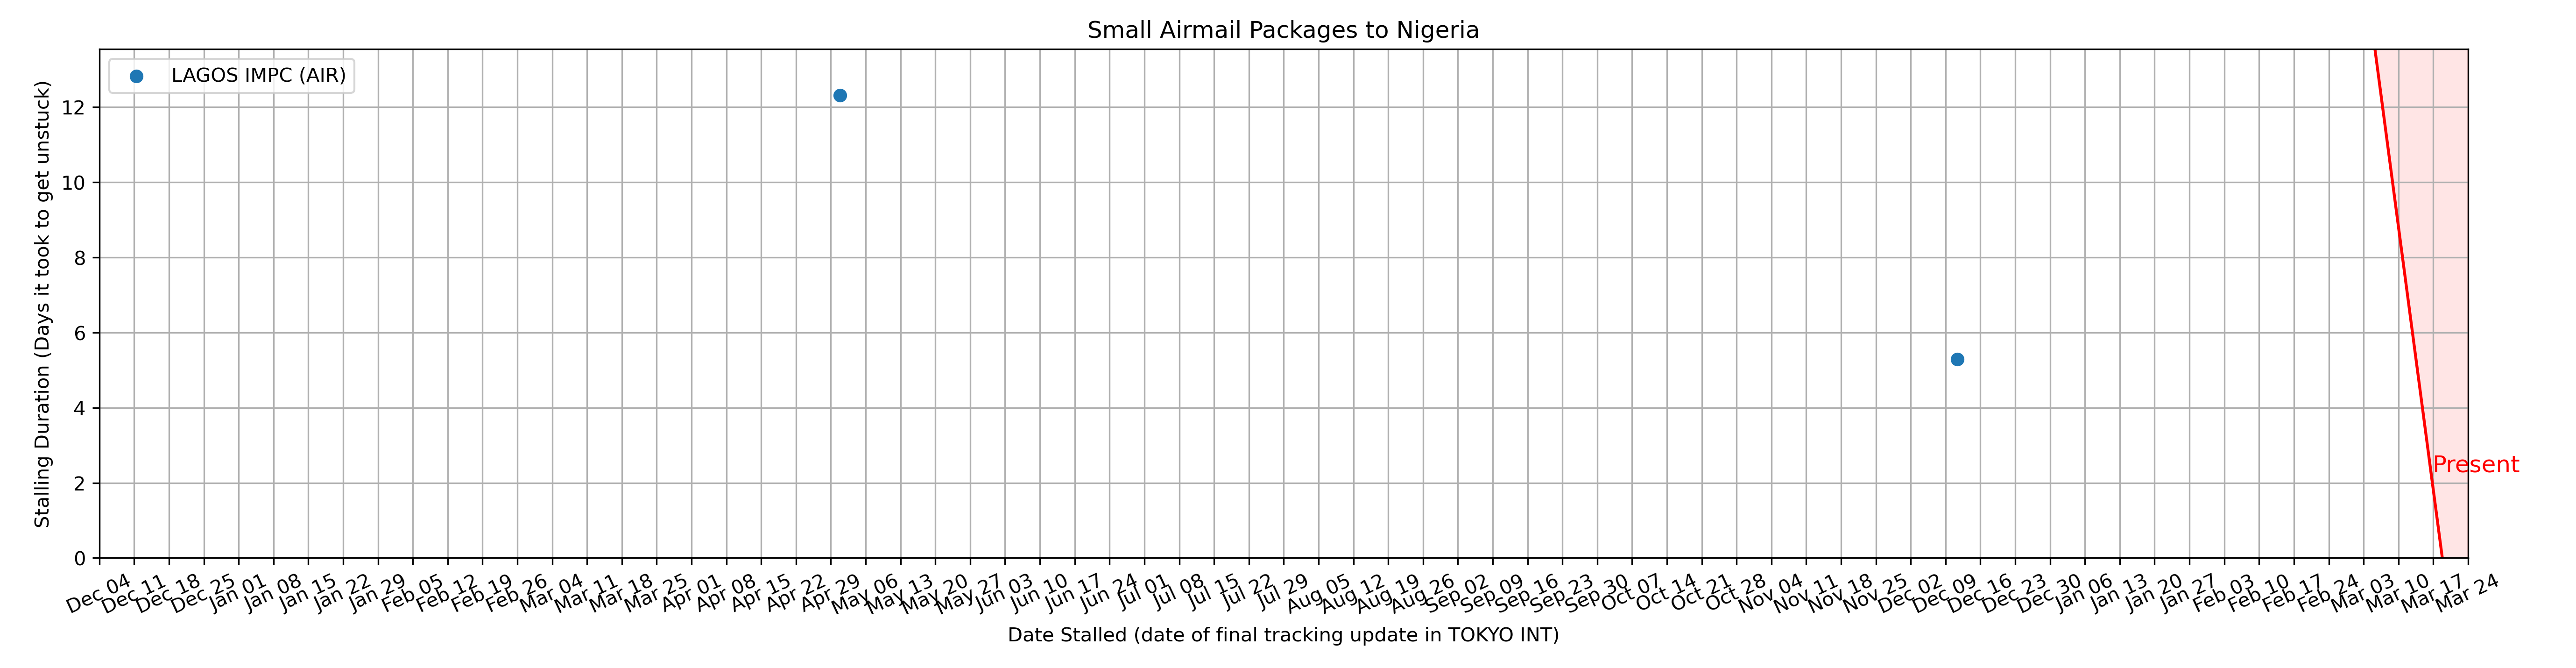 Small Airmail Packages to Nigeria
LAGOS IMPC (AIR)
Stalling Duration (Days it took to get unstuck)
12
10
8
6
4
2
0
Present
Dec 04
Dec 11
Dec 18
Dec 25
Jan 01
Jan 08
Jan 15
Jan 22
Jan 29
Feb 05
Feb 12
Feb 19
Feb 26
Mar 04
Mar 11
Mar 18
Mar 25
Apr 01
Apr 08
Apr 15
Apr 22
Apr 29
May 06
May 13
May 20
May 27
Jun 03
Jun 10
Jun 17
Jun 24
Jul 01
Jul 08
Jul 15
Jul 22
Jul 29
Aug 05
Aug 12
Aug 19
Aug 26
Sep 02
Sep 09
Sep 16
Sep 23
Sep 30
Oct 07
Oct 14
Oct 21
Oct 28
Nov 04
Nov 11
Nov 18
Nov 25
Dec 02
Dec 09
Dec 16
Dec 23
Dec 30
Jan 06
Jan 13
Jan 20
Jan 27
Feb 03
Feb 10
Feb 17
Feb 24
Mar 03
Mar 10
Mar 17
Mar 24
Date Stalled (date of final tracking update in TOKYO INT)